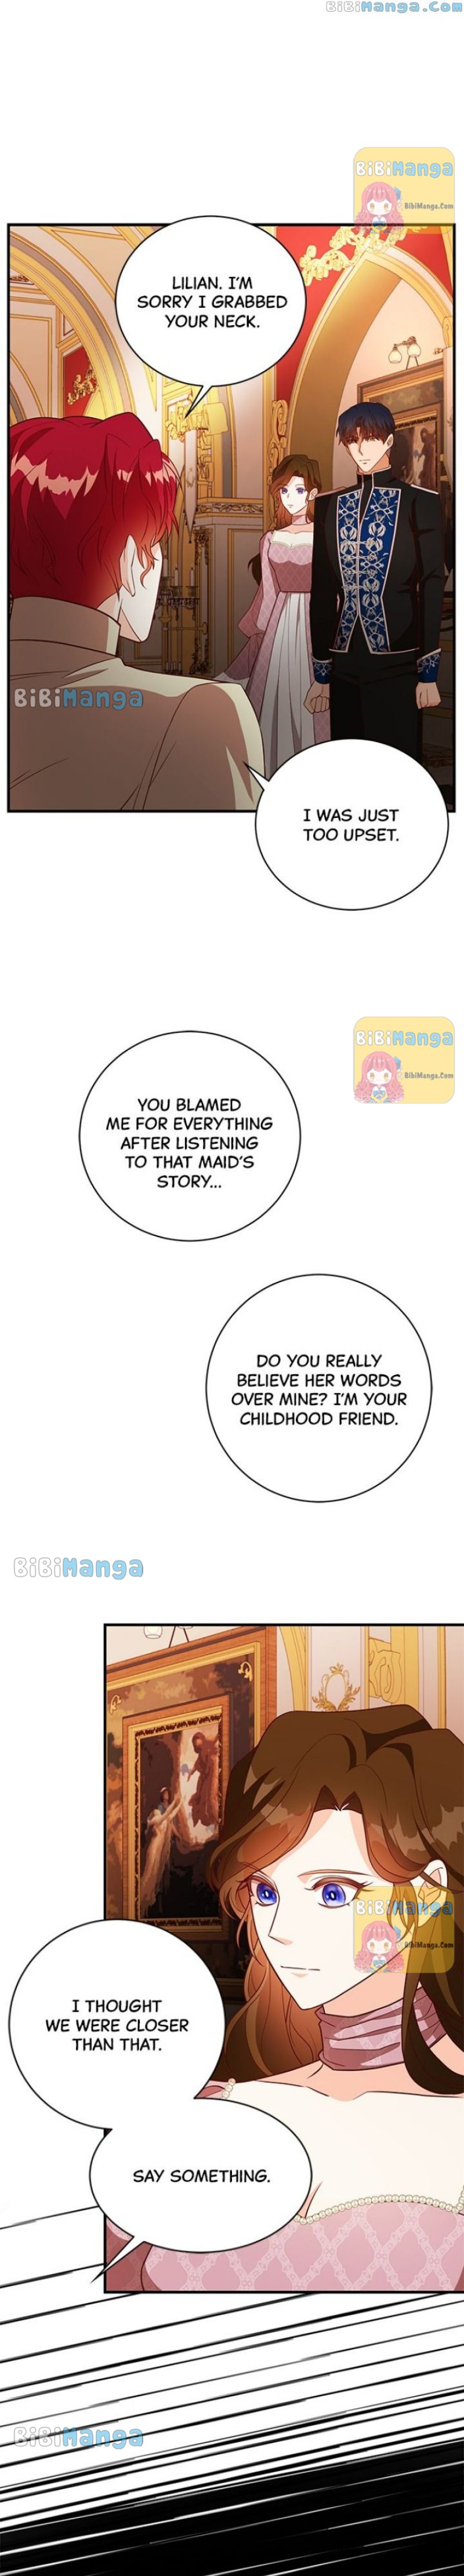 BiBiManga.Com
BiBiManga
BibiManga.Com
LILIAN. I'M
SORRY I GRABBED
YOUR NECK.
BiBiManga
I WAS JUST
TOO UPSET.
BiBiManga
BibiManga.Com
YOU BLAMED
ME FOR EVERYTHING
AFTER LISTENING
TO THAT MAID'S
STORY...
DO YOU REALLY
BELIEVE HER WORDS
OVER MINE? I'M YOUR
CHILDHOOD FRIEND.
BiBiManga
BiBiManga
BibiManga.Com
I THOUGHT
WE WERE CLOSER
THAN THAT.
SAY SOMETHING.
BiBiManga